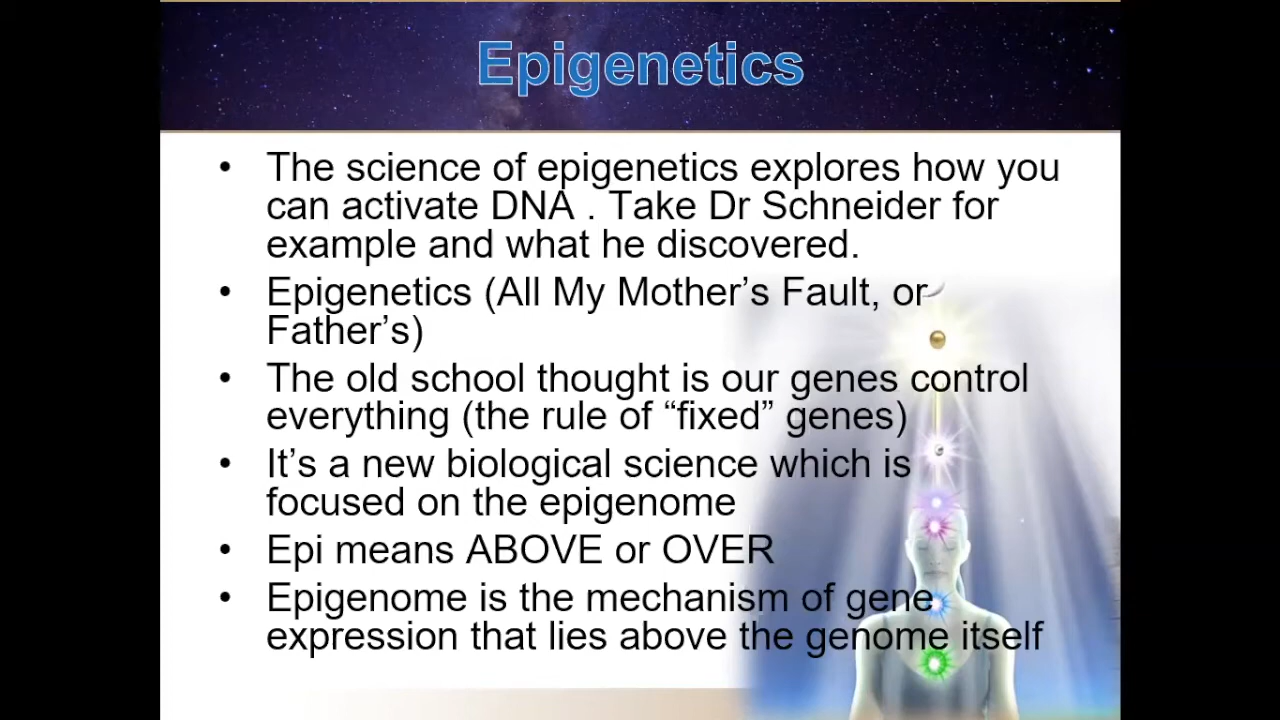 Epigenetics
• The science of epigenetics explores how you
can activate DNA . Take Dr Schneider for
example and what he discovered.
• Epigenetics (All My Mother’s Fault, or
Father’s)
• The old school thought is our genes control
everything (the rule of “fixed” genes)
• It’s a new biological science which is
focused on the epigenome
• Epi means ABOVE or OVER
• Epigenome is the mechanism of gene
expression that lies above the genome itself